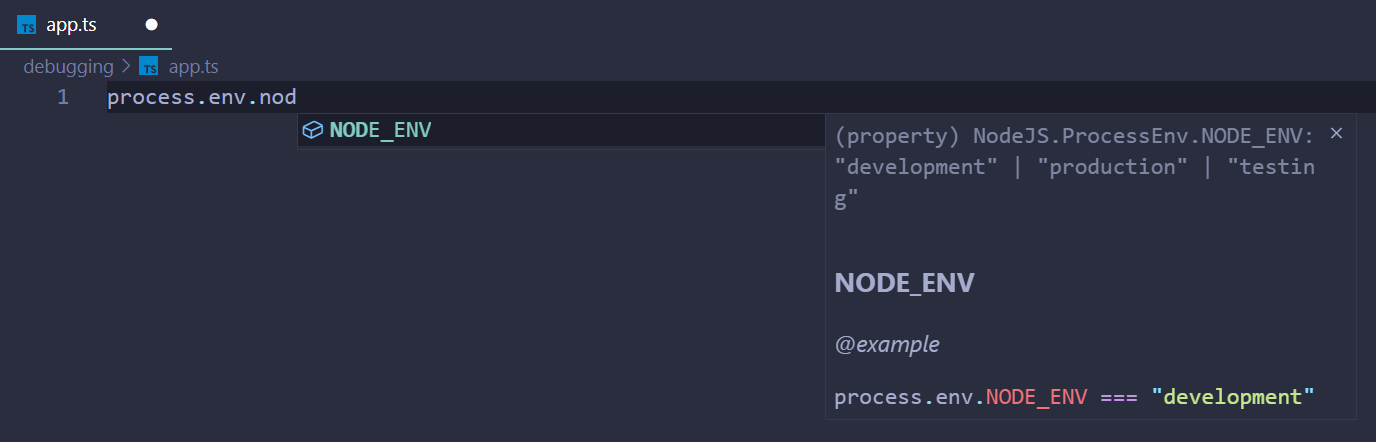 TS app.ts
debugging > TS app.ts
1 process.env.nod
NODE_ENV
(property) NodeJS.ProcessEnv.NODE_ENV:
"development" | "production" | "testin
g"
NODE_ENV
@example
process.env.NODE_ENV === "development"